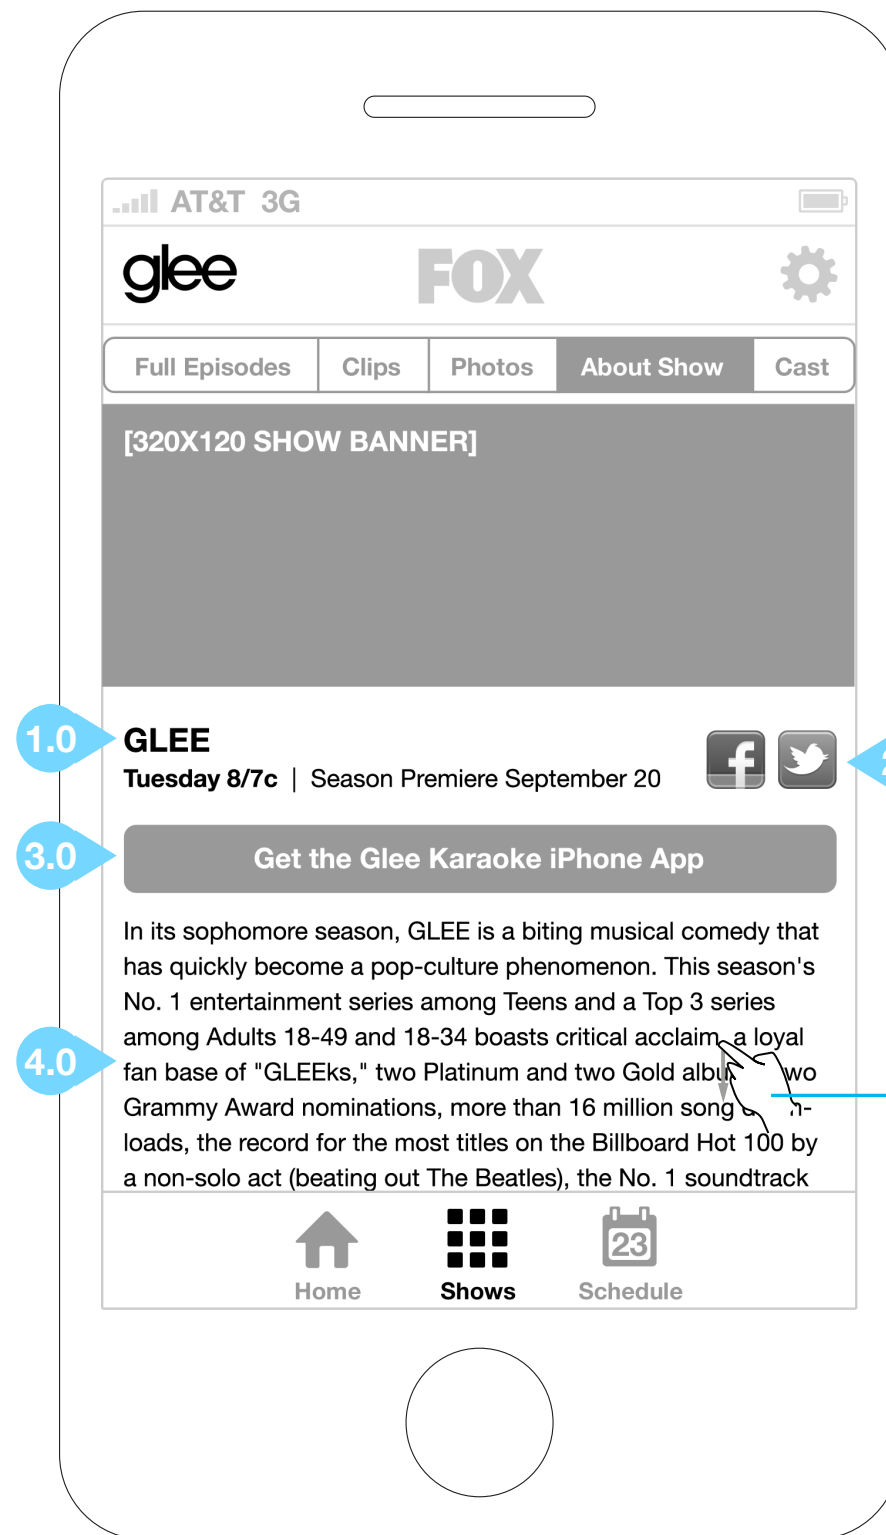 AT&T 3G
glee FOX
Full Episodes Clips Photos About Show Cast
[320X120 SHOW BANNER]
1.0 GLEE
Tuesday 8/7c | Season Premiere September 20
3.0 Get the Glee Karaoke iPhone App
In its sophomore season, GLEE is a biting musical comedy that
has quickly become a pop-culture phenomenon. This season's
No. 1 entertainment series among Teens and a Top 3 series
among Adults 18-49 and 18-34 boasts critical acclaim, a loyal
4.0
fan base of "GLEEks," two Platinum and two Gold
Grammy Award nominations, more than 16 million song
loads, the record for the most titles on the Billboard Hot 100 by
a non-solo act (beating out The Beatles), the No. 1 soundtrack
23
Home Shows Schedule